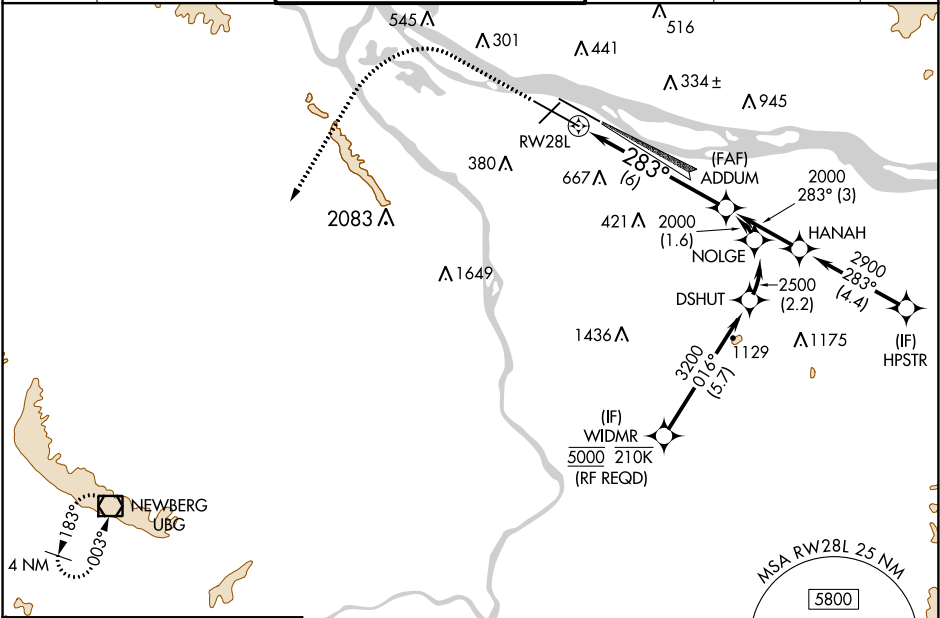 545
516
301
441
334 ±
945
RW28L
283°
(6)
(FAF)
ADDUM
2000
283° (3)
380
667
2083
421
2000
(1.6)
NOLGE
HANAH
2900
283°
(4.4)
1649
DSHUT
2500
(2.2)
1436
1129
1175
(IF)
HPSTR
3200
016°
(5.7)
(IF)
WIDMR
5000 210K
(RF REQD)
NEWBERG
UBG
183°
003°
4 NM
MSA RW28L 25 NM
5800